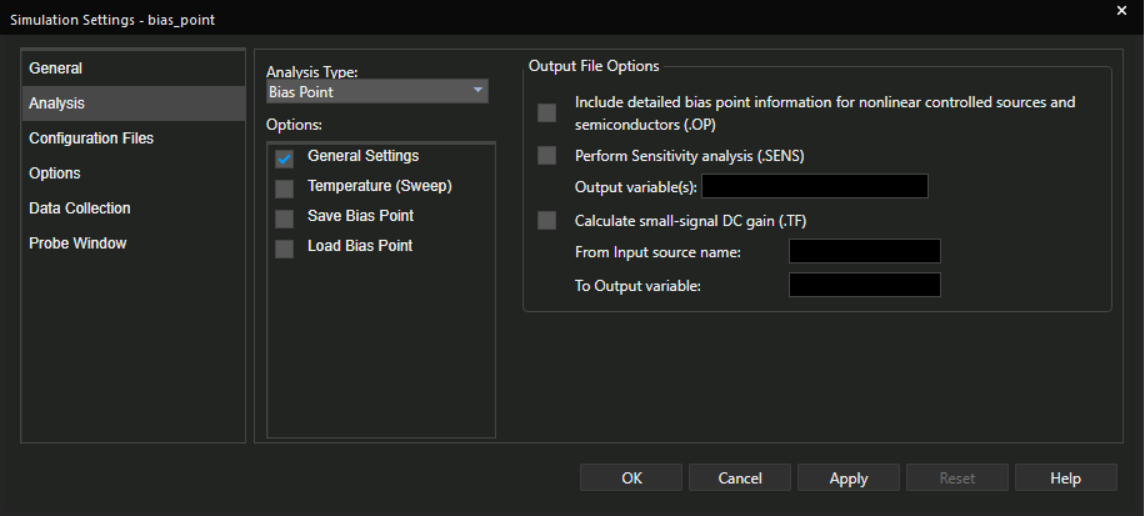 Simulation Settings - bias_point
General
Analysis
Configuration Files
Options
Data Collection
Probe Window
Analysis Type:
Bias Point
Options:
General Settings
Temperature (Sweep)
Save Bias Point
Load Bias Point
Output File Options
Include detailed bias point information for nonlinear controlled sources and
semiconductors (.OP)
Perform Sensitivity analysis (.SENS)
Output variable(s):
Calculate small-signal DC gain (.TF)
From Input source name:
To Output variable:
OK
Cancel
Apply
Reset
Help